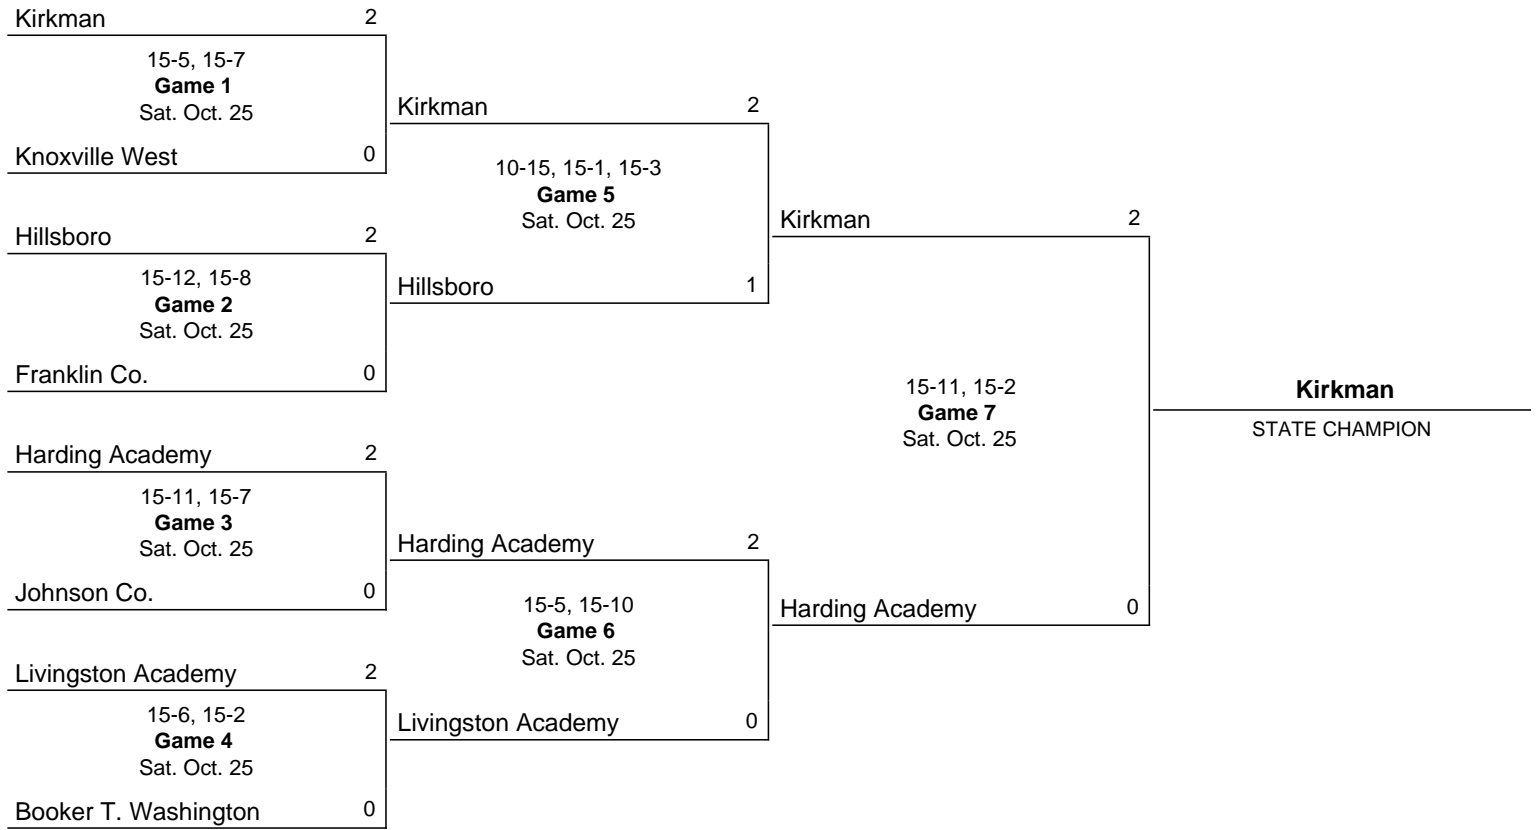 Kirkman 2
15-5, 15-7
Game 1
Sat. Oct. 25
Knoxville West 0
Hillsboro 2
15-12, 15-8
Game 2
Sat. Oct. 25
Franklin Co. 0
Harding Academy 2
15-11, 15-7
Game 3
Sat. Oct. 25
Johnson Co. 0
Livingston Academy 2
15-6, 15-2
Game 4
Sat. Oct. 25
Booker T. Washington 0
Kirkman 2
10-15, 15-1, 15-3
Game 5
Sat. Oct. 25
Hillsboro 1
Harding Academy 2
15-5, 15-10
Game 6
Sat. Oct. 25
Livingston Academy 0
Kirkman 2
15-11, 15-2
Game 7
Sat. Oct. 25
Harding Academy 0
Kirkman
STATE CHAMPION